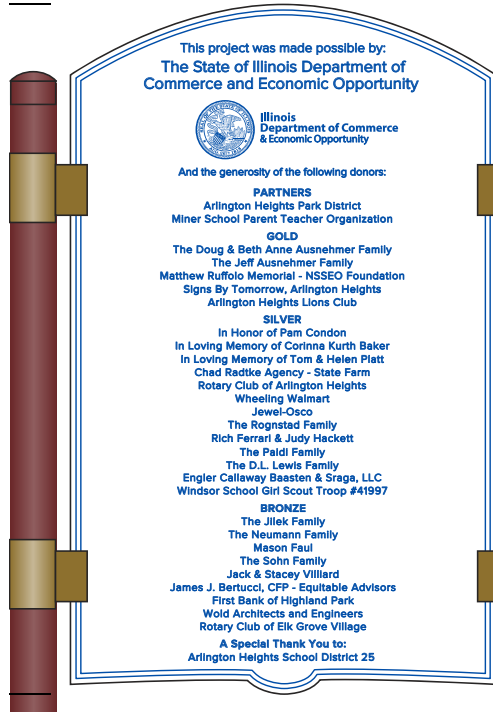 This project was made possible by:
The State of Illinois Department of
Commerce and Economic Opportunity
Illinois
Department of Commerce
& Economic Opportunity
And the generosity of the following donors:
PARTNERS
Arlington Heights Park District
Miner School Parent Teacher Organization
GOLD
The Doug & Beth Anne Ausnehmer Family
The Jeff Ausnehmer Family
Matthew Ruffolo Memorial - NSSEO Foundation
Signs By Tomorrow, Arlington Heights
Arlington Heights Lions Club
SILVER
In Honor of Pam Condon
In Loving Memory of Corinna Kurth Baker
In Loving Memory of Tom & Helen Platt
Chad Radtke Agency - State Farm
Rotary Club of Arlington Heights
Wheeling Walmart
Jewel-Osco
The Rognstad Family
Rich Ferrari & Judy Hackett
The Paldi Family
The D.L. Lewis Family
Engler Callaway Baasten & Sraga, LLC
Windsor School Girl Scout Troop #41997
BRONZE
The Jilek Family
The Neumann Family
Mason Faul
The Sohn Family
Jack & Stacey Villiard
James J. Bertucci, CFP - Equitable Advisors
First Bank of Highland Park
Wold Architects and Engineers
Rotary Club of Elk Grove Village
A Special Thank You to:
Arlington Heights School District 25